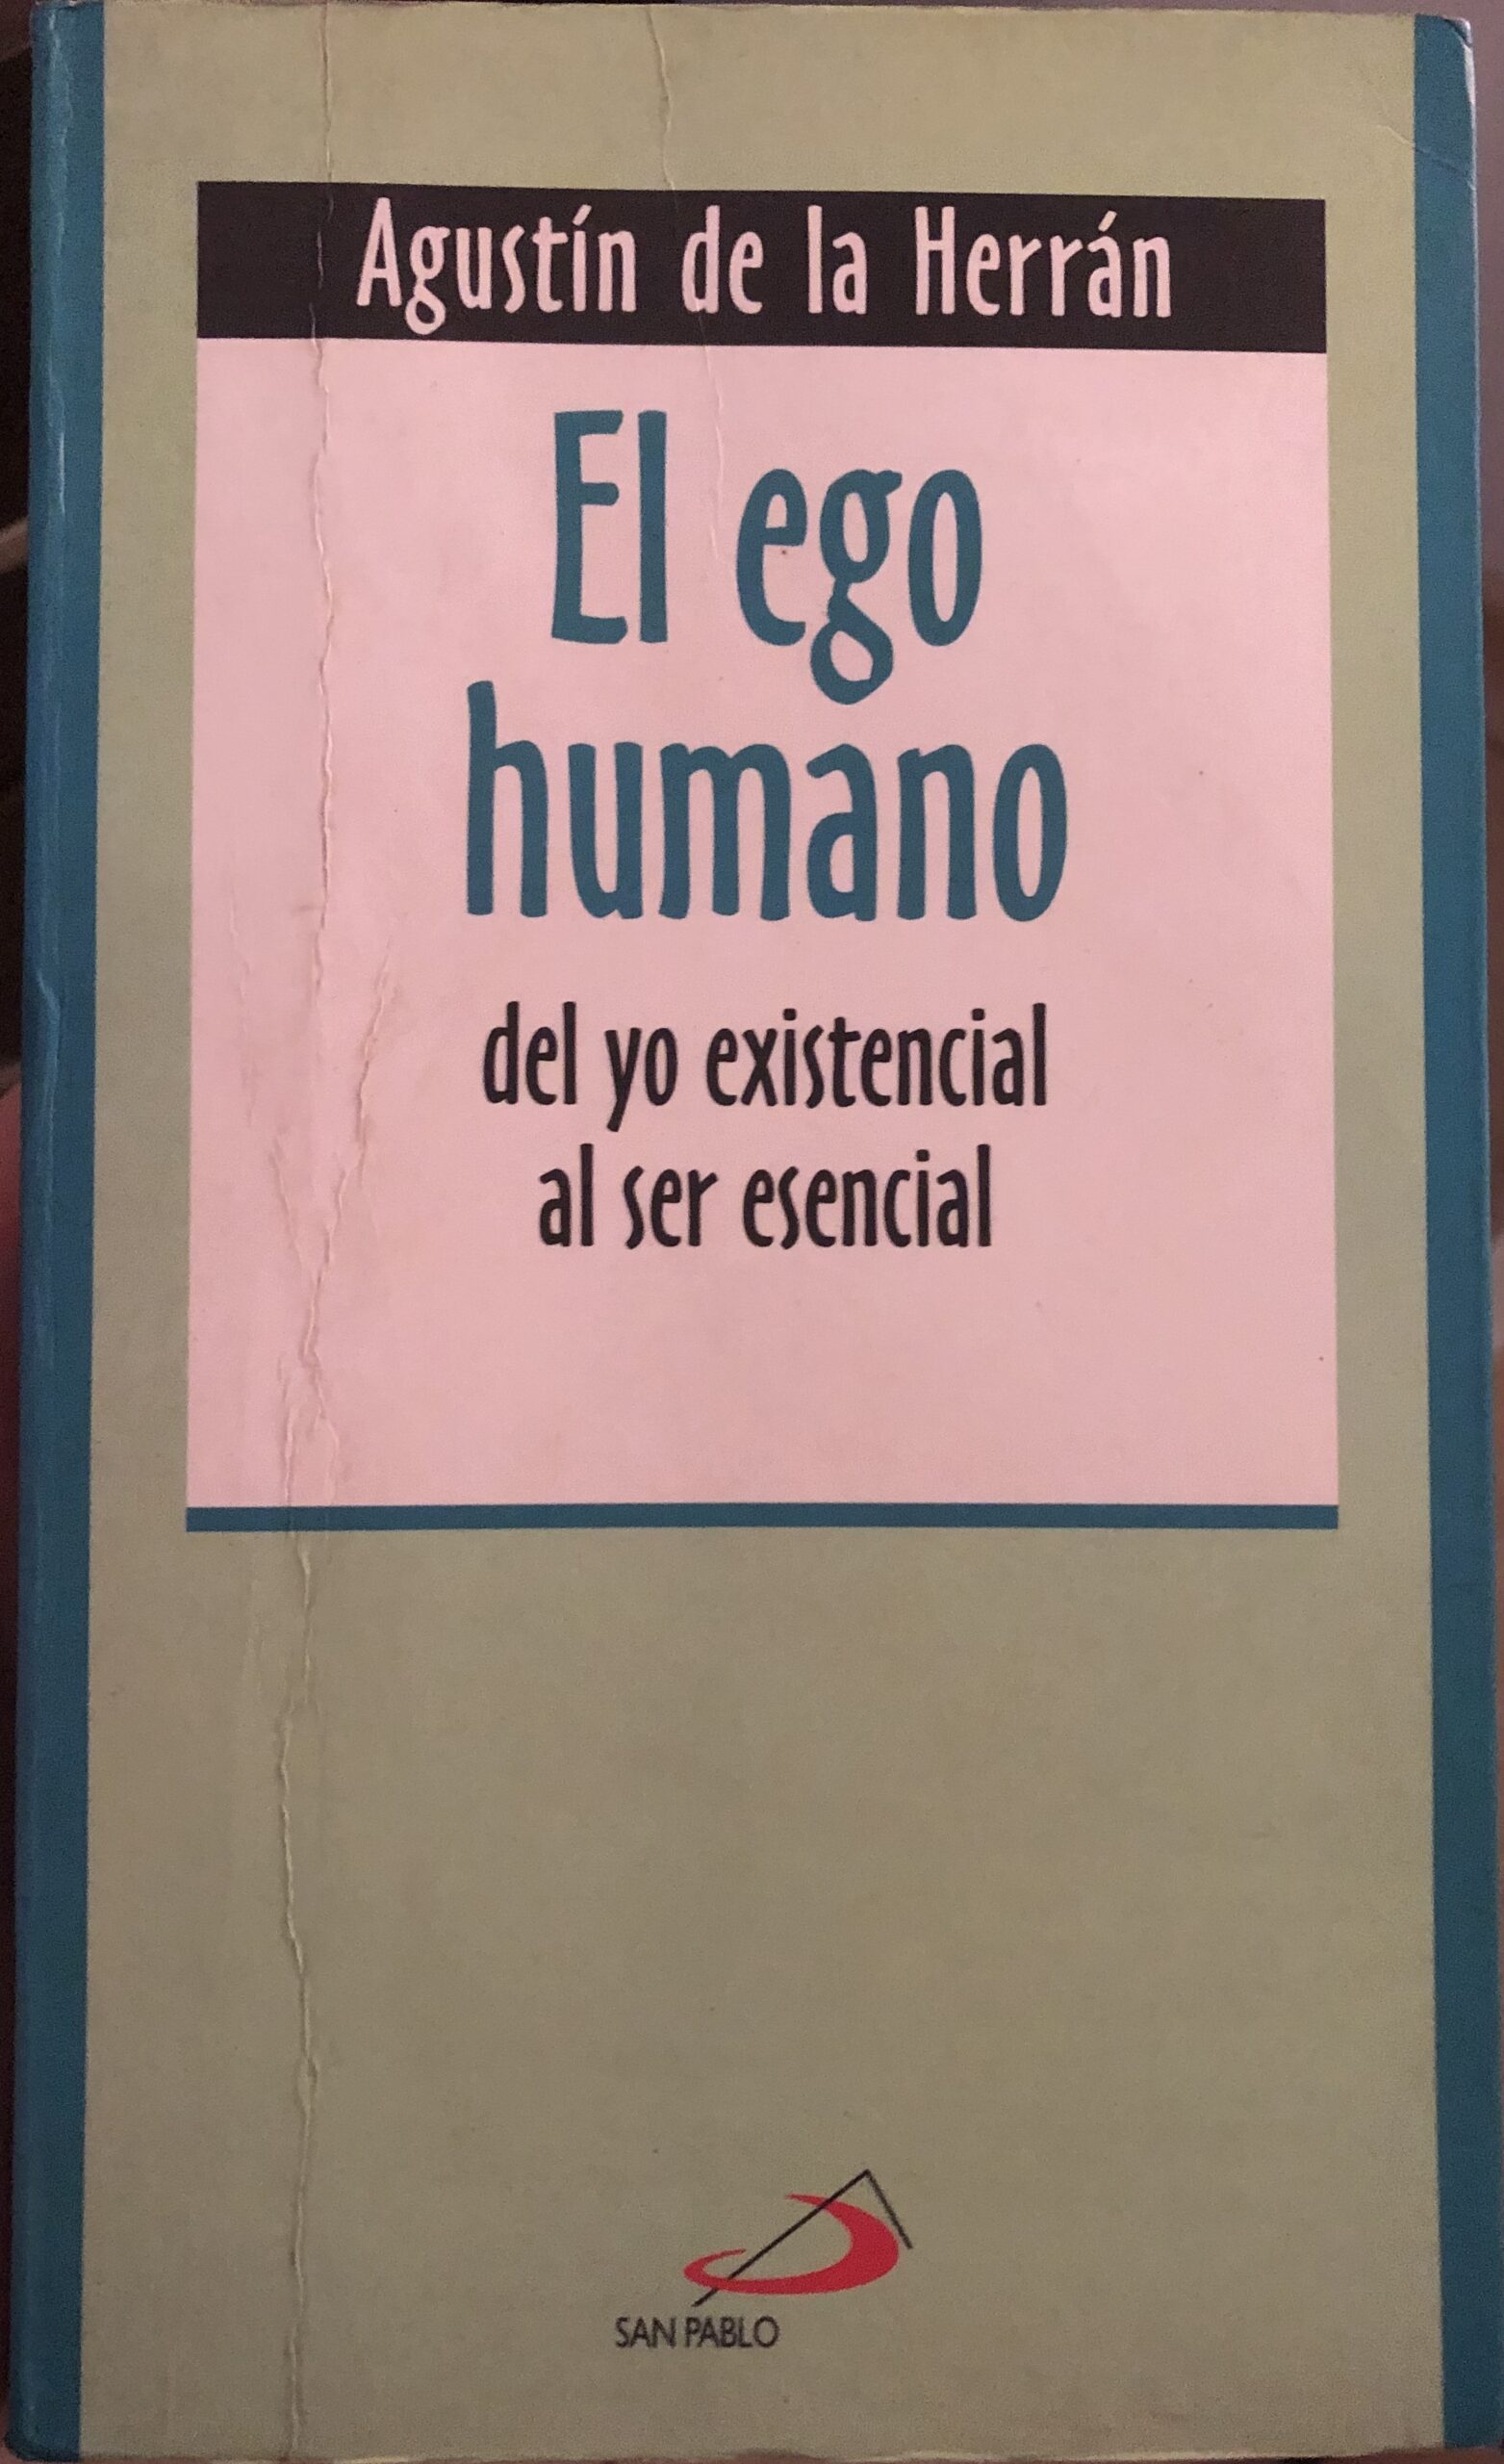 Agustín de la Herrán
El ego
humano
del yo existencial
al ser esencial
SAN PABLO